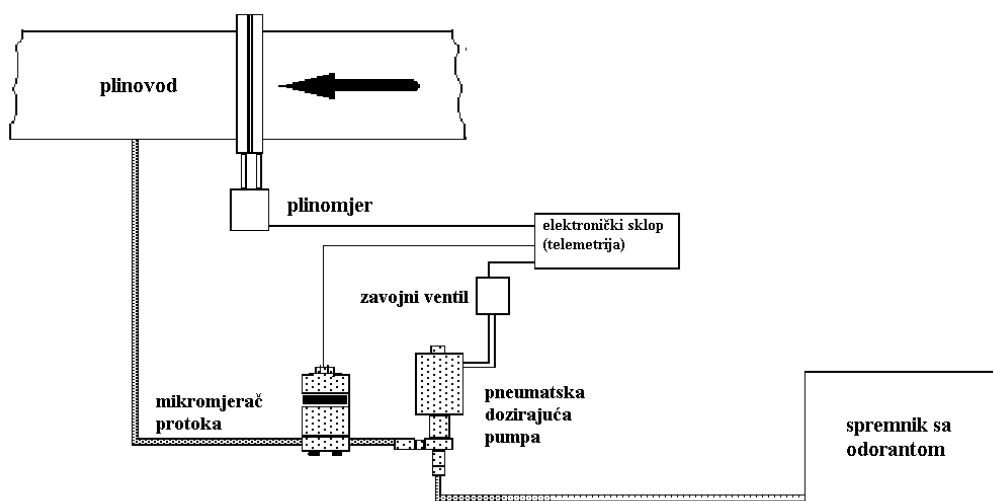 plinovod
plinomjer
elektronički sklop
(telemetrija)
zavojni ventil
mikromjerač
protoka
pneumatska
dozirajuća
pumpa
spremnik sa
odorantom